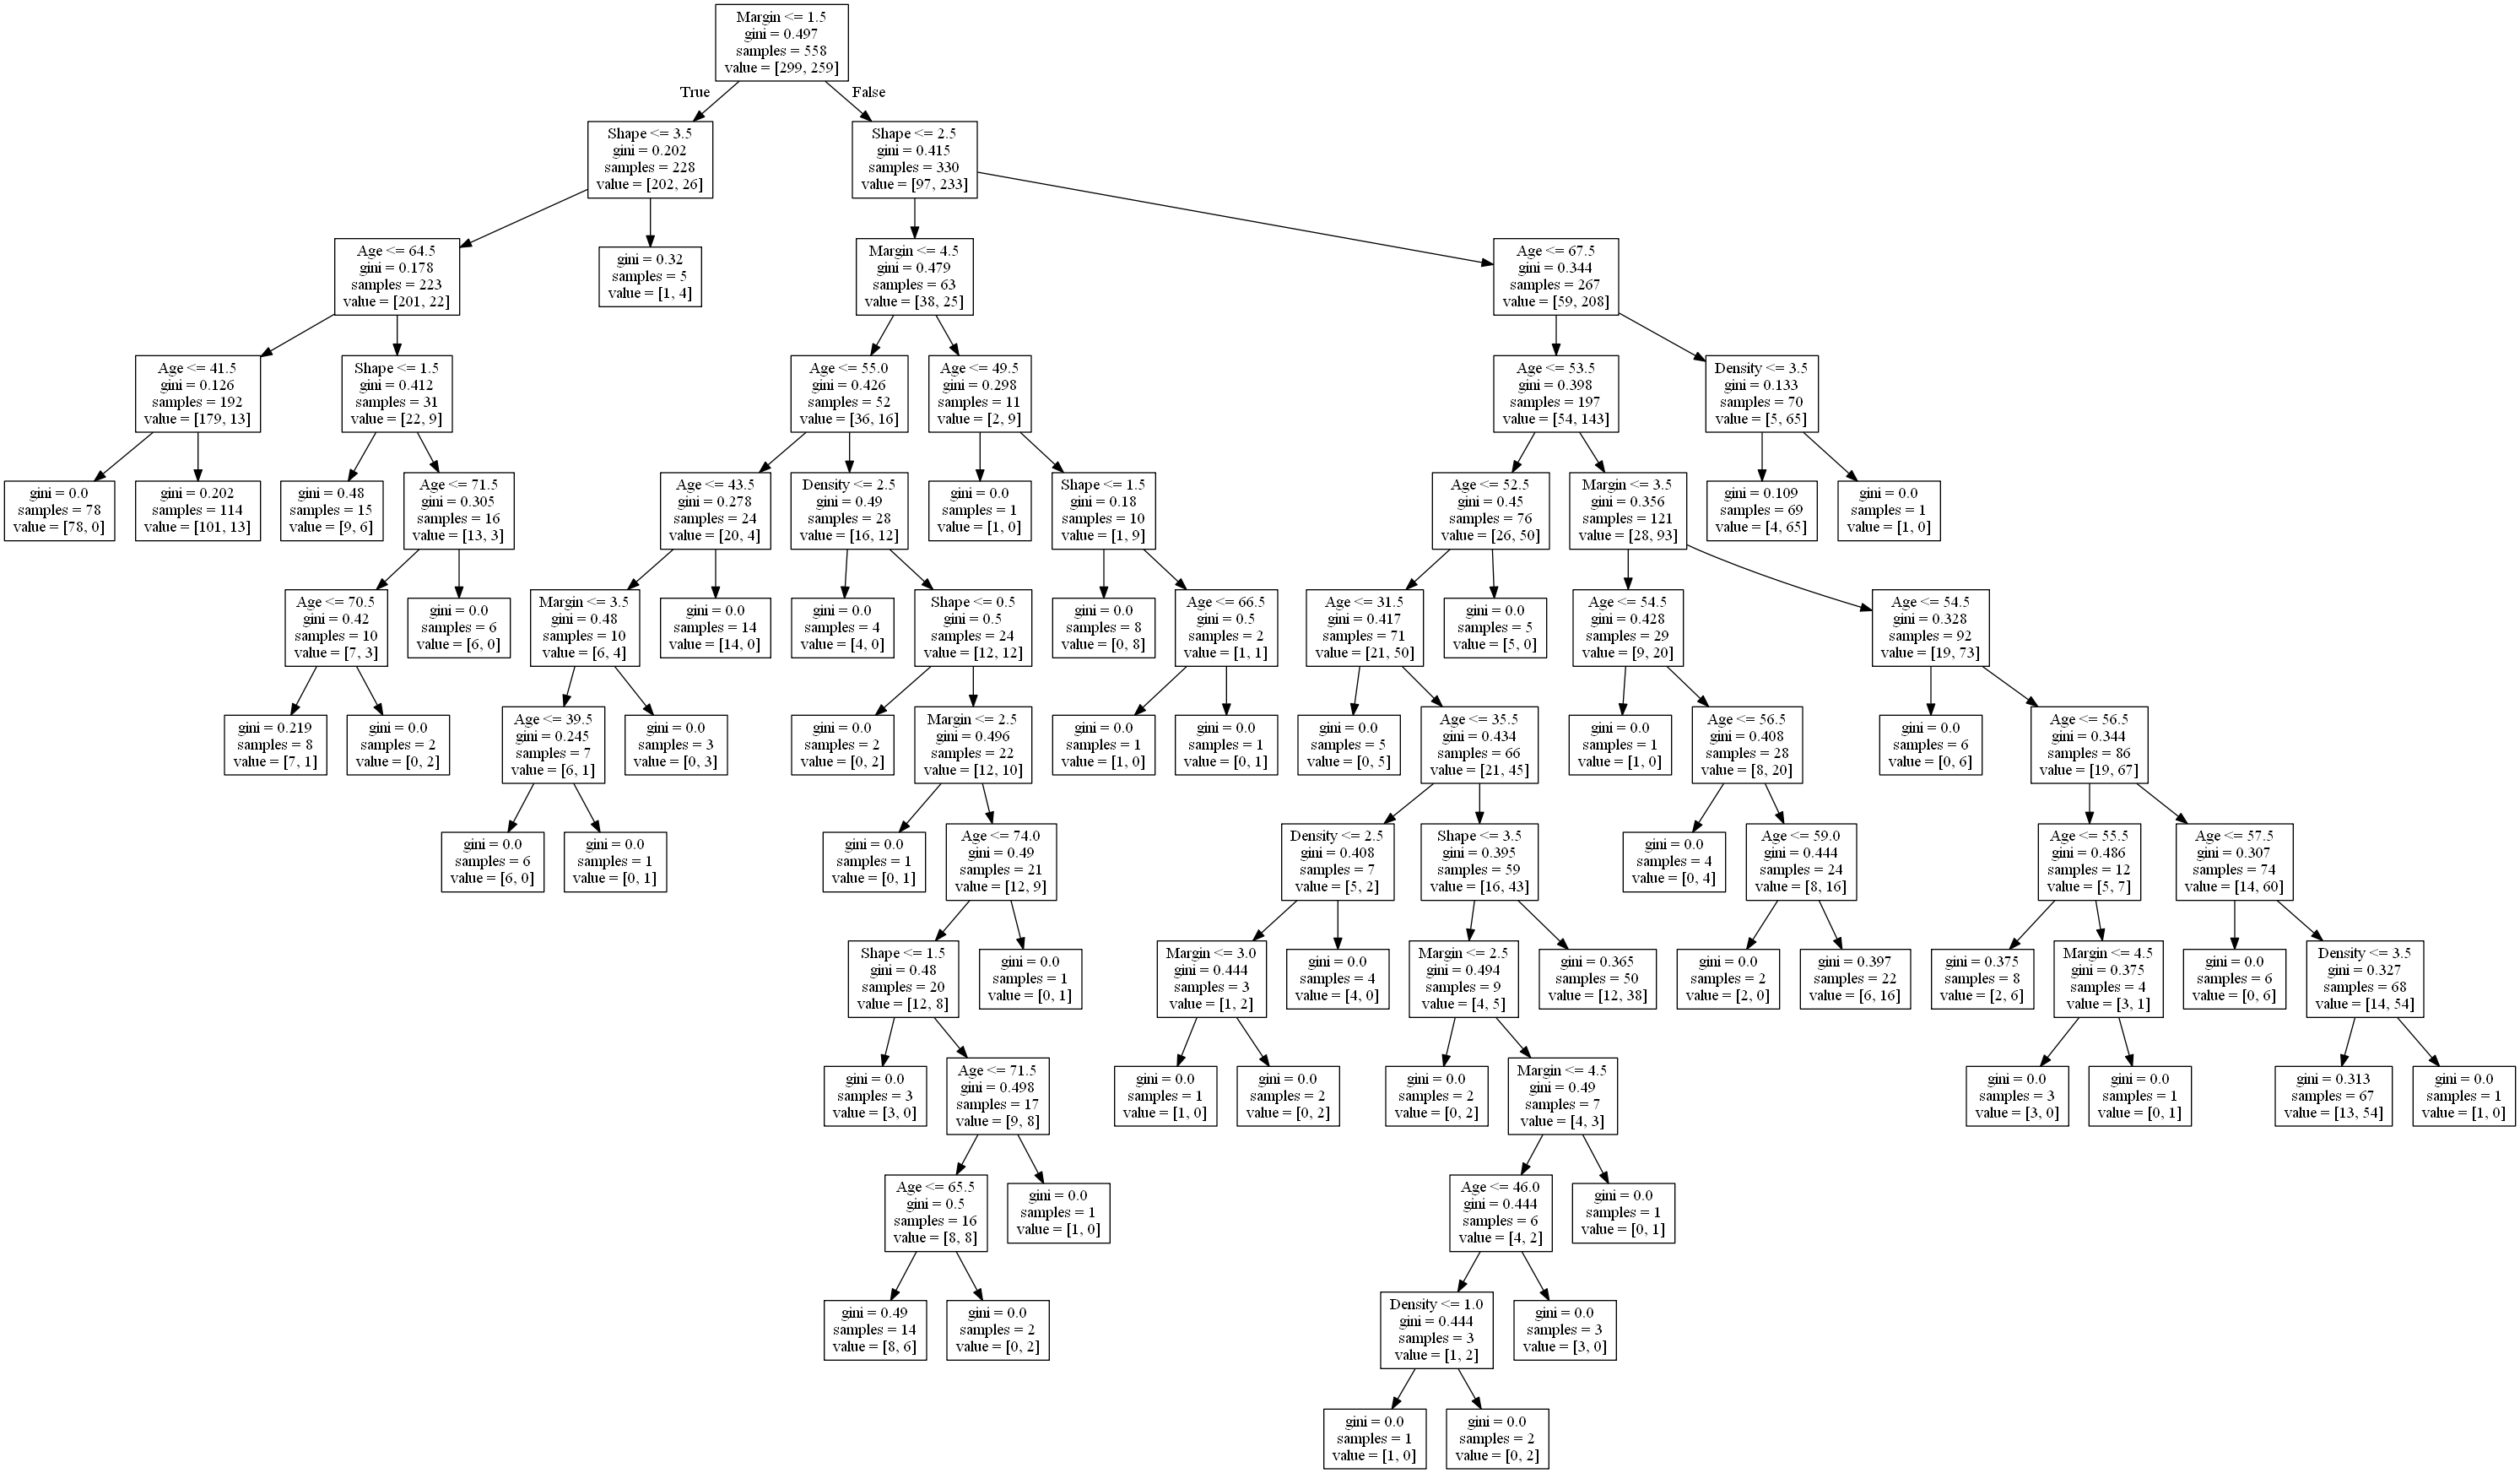 Margin <= 1.5
gini = 0.497
samples = 558
value = [299, 259]
True
False
Shape <= 3.5
gini = 0.202
samples = 228
value = [202, 26]
Shape <= 2.5
gini = 0.415
samples = 330
value = [97, 233]
Age <= 64.5
gini = 0.178
samples = 223
value = [201, 22]
gini = 0.32
samples = 5
value = [1, 4]
Margin <= 4.5
gini = 0.479
samples = 63
value = [38, 25]
Age <= 67.5
gini = 0.344
samples = 267
value = [59, 208]
Age <= 41.5
gini = 0.126
samples = 192
value = [179, 13]
Shape <= 1.5
gini = 0.412
samples = 31
value = [22, 9]
Age <= 55.0
gini = 0.426
samples = 52
value = [36, 16]
Age <= 49.5
gini = 0.298
samples = 11
value = [2, 9]
Age <= 53.5
gini = 0.398
samples = 197
value = [54, 143]
Density <= 3.5
gini = 0.133
samples = 70
value = [5, 65]
gini = 0.0
samples = 78
value = [78, 0]
gini = 0.202
samples = 114
value = [101, 13]
gini = 0.48
samples = 15
value = [9, 6]
Age <= 71.5
gini = 0.305
samples = 16
value = [13, 3]
Age <= 43.5
gini = 0.278
samples = 24
value = [20, 4]
Density <= 2.5
gini = 0.49
samples = 28
value = [16, 12]
gini = 0.0
samples = 1
value = [1, 0]
Shape <= 1.5
gini = 0.18
samples = 10
value = [1, 9]
Age <= 52.5
gini = 0.45
samples = 76
value = [26, 50]
Margin <= 3.5
gini = 0.356
samples = 121
value = [28, 93]
gini = 0.109
samples = 69
value = [4, 65]
gini = 0.0
samples = 1
value = [1, 0]
Age <= 70.5
gini = 0.42
samples = 10
value = [7, 3]
gini = 0.0
samples = 6
value = [6, 0]
Margin <= 3.5
gini = 0.48
samples = 10
value = [6, 4]
gini = 0.0
samples = 14
value = [14, 0]
gini = 0.0
samples = 4
value = [4, 0]
Shape <= 0.5
gini = 0.5
samples = 24
value = [12, 12]
gini = 0.0
samples = 8
value = [0, 8]
Age <= 66.5
gini = 0.5
samples = 2
value = [1, 1]
Age <= 31.5
gini = 0.417
samples = 71
value = [21, 50]
gini = 0.0
samples = 5
value = [5, 0]
Age <= 54.5
gini = 0.428
samples = 29
value = [9, 20]
Age <= 54.5
gini = 0.328
samples = 92
value = [19, 73]
gini = 0.219
samples = 8
value = [7, 1]
gini = 0.0
samples = 2
value = [0, 2]
Age <= 39.5
gini = 0.245
samples = 7
value = [6, 1]
gini = 0.0
samples = 3
value = [0, 3]
gini = 0.0
samples = 2
value = [0, 2]
Margin <= 2.5
gini = 0.496
samples = 22
value = [12, 10]
gini = 0.0
samples = 1
value = [1, 0]
gini = 0.0
samples = 1
value = [0, 1]
gini = 0.0
samples = 5
value = [0, 5]
Age <= 35.5
gini = 0.434
samples = 66
value = [21, 45]
gini = 0.0
samples = 1
value = [1, 0]
Age <= 56.5
gini = 0.408
samples = 28
value = [8, 20]
gini = 0.0
samples = 6
value = [0, 6]
Age <= 56.5
gini = 0.344
samples = 86
value = [19, 67]
gini = 0.0
samples = 6
value = [6, 0]
gini = 0.0
samples = 1
value = [0, 1]
gini = 0.0
samples = 1
value = [0, 1]
Age <= 74.0
gini = 0.49
samples = 21
value = [12, 9]
Density <= 2.5
gini = 0.408
samples = 7
value = [5, 2]
Shape <= 3.5
gini = 0.395
samples = 59
value = [16, 43]
gini = 0.0
samples = 4
value = [0, 4]
Age <= 59.0
gini = 0.444
samples = 24
value = [8, 16]
Age <= 55.5
gini = 0.486
samples = 12
value = [5, 7]
Age <= 57.5
gini = 0.307
samples = 74
value = [14, 60]
Shape <= 1.5
gini = 0.48
samples = 20
value = [12, 8]
gini = 0.0
samples = 1
value = [0, 1]
Margin <= 3.0
gini = 0.444
samples = 3
value = [1, 2]
gini = 0.0
samples = 4
value = [4, 0]
Margin <= 2.5
gini = 0.494
samples = 9
value = [4, 5]
gini = 0.365
samples = 50
value = [12, 38]
gini = 0.0
samples = 2
value = [2, 0]
gini = 0.397
samples = 22
value = [6, 16]
gini = 0.375
samples = 8
value = [2, 6]
Margin <= 4.5
gini = 0.375
samples = 4
value = [3, 1]
gini = 0.0
samples = 6
value = [0, 6]
Density <= 3.5
gini = 0.327
samples = 68
value = [14, 54]
gini = 0.0
samples = 3
value = [3, 0]
Age <= 71.5
gini = 0.498
samples = 17
value = [9, 8]
gini = 0.0
samples = 1
value = [1, 0]
gini = 0.0
samples = 2
value = [0, 2]
gini = 0.0
samples = 2
value = [0, 2]
Margin <= 4.5
gini = 0.49
samples = 7
value = [4, 3]
gini = 0.0
samples = 3
value = [3, 0]
gini = 0.0
samples = 1
value = [0, 1]
gini = 0.313
samples = 67
value = [13, 54]
gini = 0.0
samples = 1
value = [1, 0]
Age <= 65.5
gini = 0.5
samples = 16
value = [8, 8]
gini = 0.0
samples = 1
value = [1, 0]
Age <= 46.0
gini = 0.444
samples = 6
value = [4, 2]
gini = 0.0
samples = 1
value = [0, 1]
gini = 0.49
samples = 14
value = [8, 6]
gini = 0.0
samples = 2
value = [0, 2]
Density <= 1.0
gini = 0.444
samples = 3
value = [1, 2]
gini = 0.0
samples = 3
value = [3, 0]
gini = 0.0
samples = 1
value = [1, 0]
gini = 0.0
samples = 2
value = [0, 2]